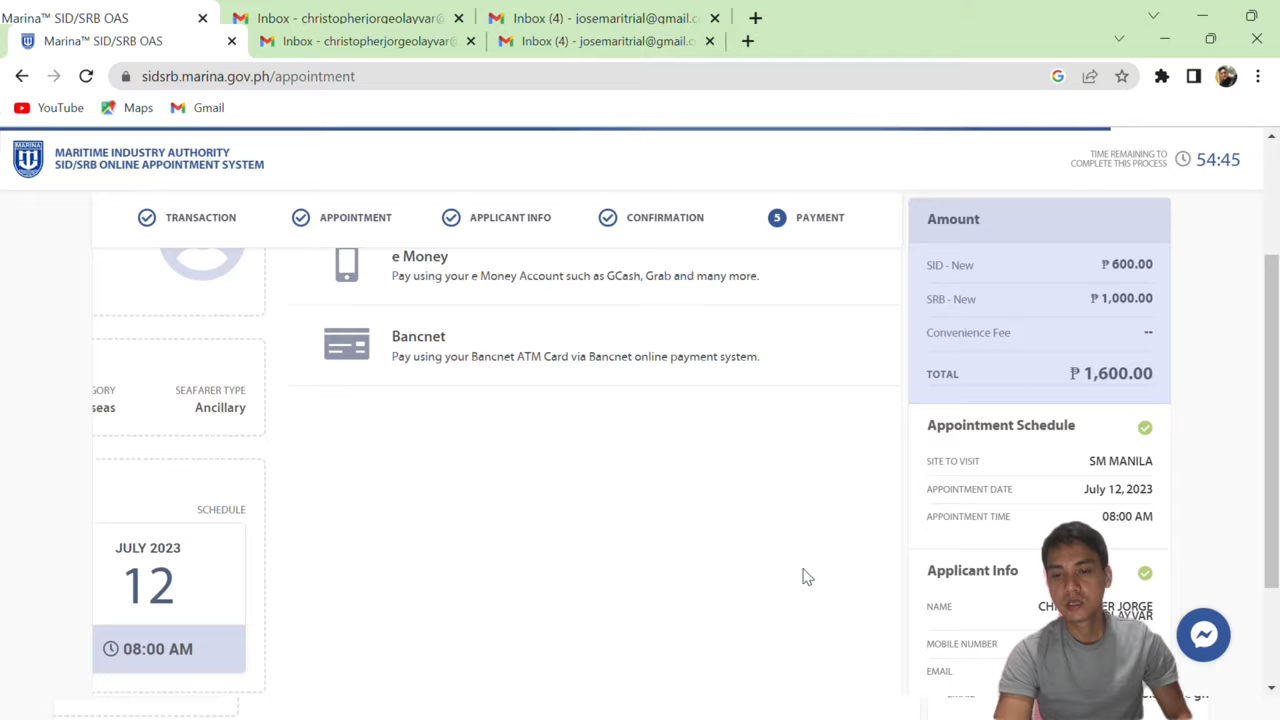 Marina™ SID/SRB OAS
Inbox - christopherjorgeolayvar@
Inbox (4) - josemaritrial@gmail.c
Marina™ SID/SRB OAS
Inbox - christopherjorgeolayvar@
Inbox (4) - josemaritrial@gmail.c
sidsrb.marina.gov.ph/appointment
YouTube
Maps
Gmail
MARINA
MARITIME INDUSTRY AUTHORITY
SID/SRB ONLINE APPOINTMENT SYSTEM
TIME REMAINING TO
COMPLETE THIS PROCESS
54:45
TRANSACTION
APPOINTMENT
APPLICANT INFO
CONFIRMATION
5 PAYMENT
e Money
Pay using your e Money Account such as GCash, Grab and many more.
Bancnet
Pay using your Bancnet ATM Card via Bancnet online payment system.
GORY
seas
SEAFARER TYPE
Ancillary
SCHEDULE
JULY 2023
12
08:00 AM
Amount
SID - New ₱ 600.00
SRB - New ₱ 1,000.00
Convenience Fee --
TOTAL ₱ 1,600.00
Appointment Schedule
SITE TO VISIT SM MANILA
APPOINTMENT DATE July 12, 2023
APPOINTMENT TIME 08:00 AM
Applicant Info
NAME
JORGE
OLAYVAR
MOBILE NUMBER
EMAIL